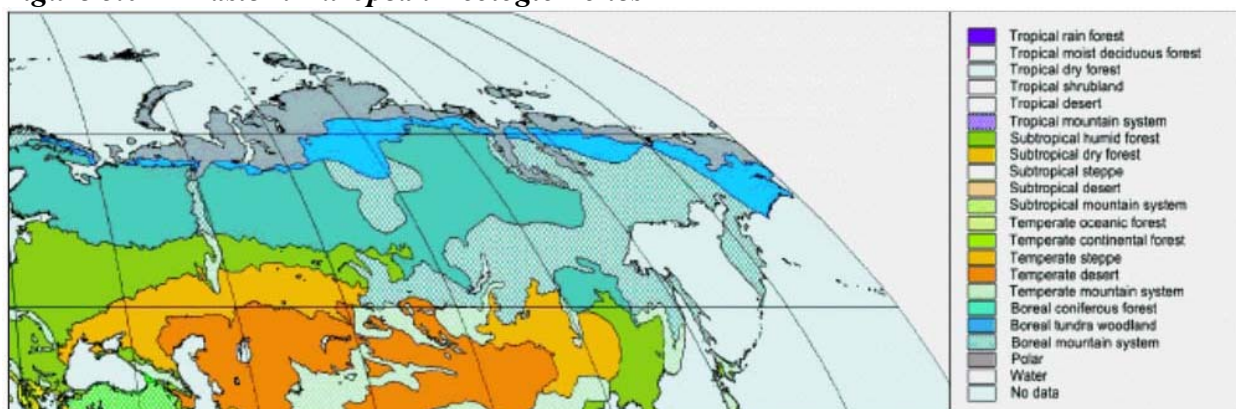 Tropical rain forest
Tropical moist deciduous forest
Tropical dry forest
Tropical shrubland
Tropical desert
Tropical mountain system
Subtropical humid forest
Subtropical dry forest
Subtropical steppe
Subtropical desert
Subtropical mountain system
Temperate oceanic forest
Temperate continental forest
Temperate steppe
Temperate desert
Temperate mountain system
Boreal coniferous forest
Boreal tundra woodland
Boreal mountain system
Polar
Water
No data